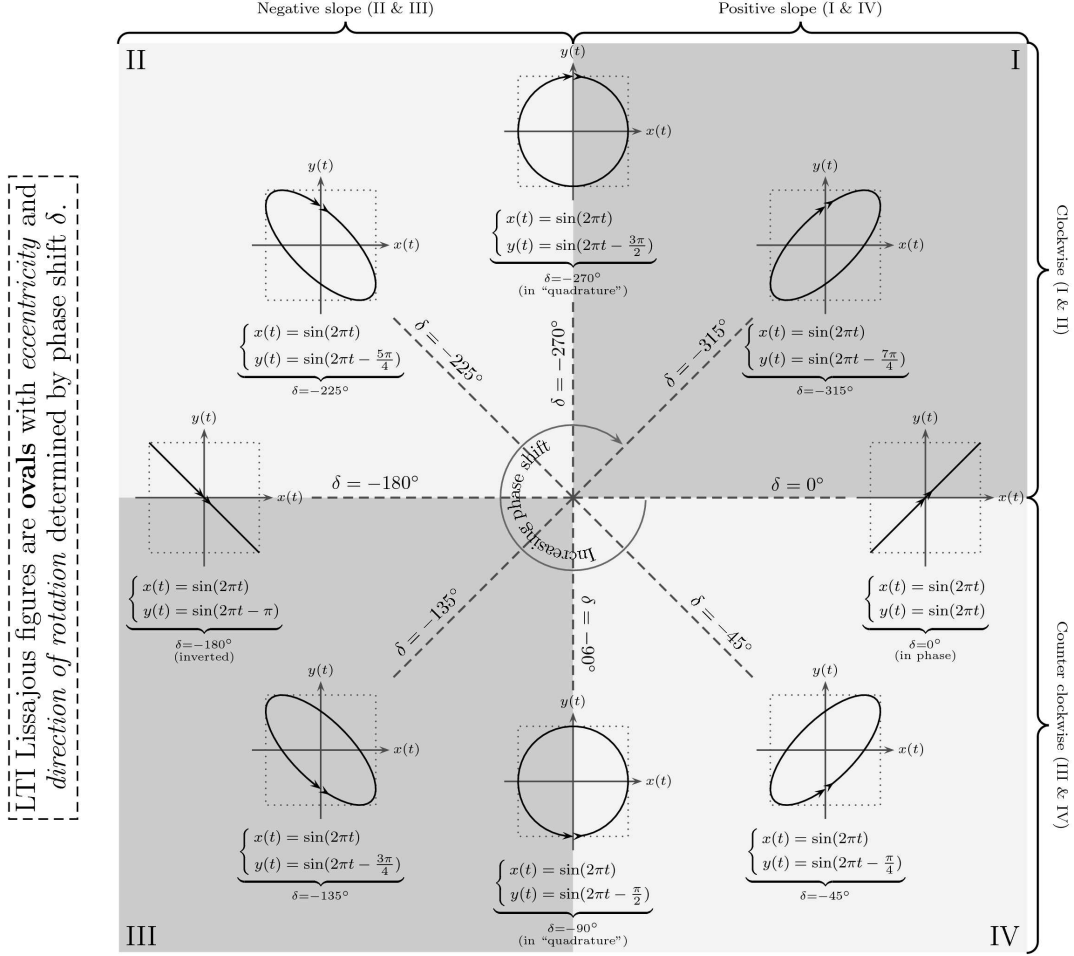 Negative slope (II & III)
Positive slope (I & IV)
II
I
y(t)
x(t)
{ x(t) = sin(2πt)
y(t) = sin(2πt − 3π/2)
δ=−270°
(in “quadrature”)
y(t)
x(t)
{ x(t) = sin(2πt)
y(t) = sin(2πt − 5π/4)
δ=−225°
y(t)
x(t)
{ x(t) = sin(2πt)
y(t) = sin(2πt − 7π/4)
δ=−315°
δ = −225°
δ = −270°
δ = −315°
Clockwise (I & II)
LTI Lissajous figures are ovals with eccentricity and
direction of rotation determined by phase shift δ.
y(t)
x(t)
{ x(t) = sin(2πt)
y(t) = sin(2πt − π)
δ=−180°
(inverted)
δ = −180°
Increasing phase shift
δ = 0°
y(t)
x(t)
{ x(t) = sin(2πt)
y(t) = sin(2πt)
δ=0°
(in phase)
δ = −135°
δ = −90°
δ = −45°
Counter clockwise (III & IV)
y(t)
x(t)
{ x(t) = sin(2πt)
y(t) = sin(2πt − 3π/4)
δ=−135°
y(t)
x(t)
{ x(t) = sin(2πt)
y(t) = sin(2πt − π/2)
δ=−90°
(in “quadrature”)
y(t)
x(t)
{ x(t) = sin(2πt)
y(t) = sin(2πt − π/4)
δ=−45°
III
IV